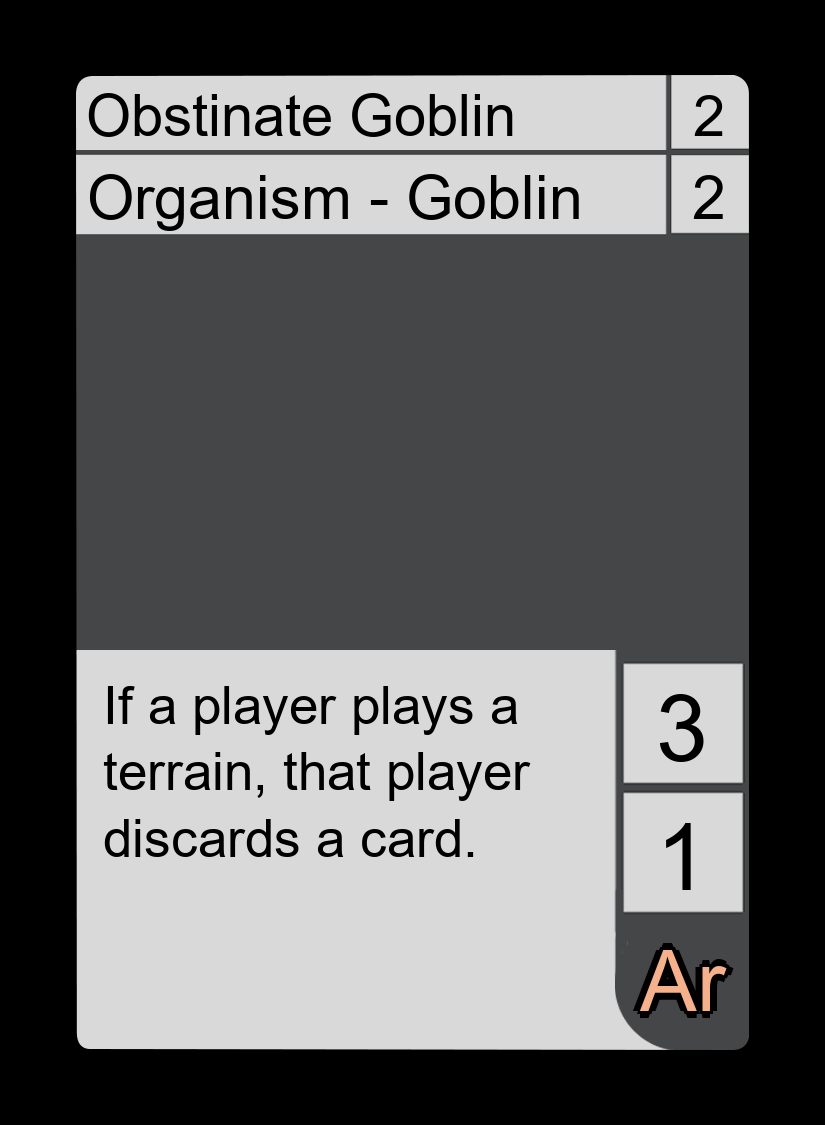 Obstinate Goblin 2
Organism - Goblin 2
If a player plays a
terrain, that player
discards a card.
3
1
Ar